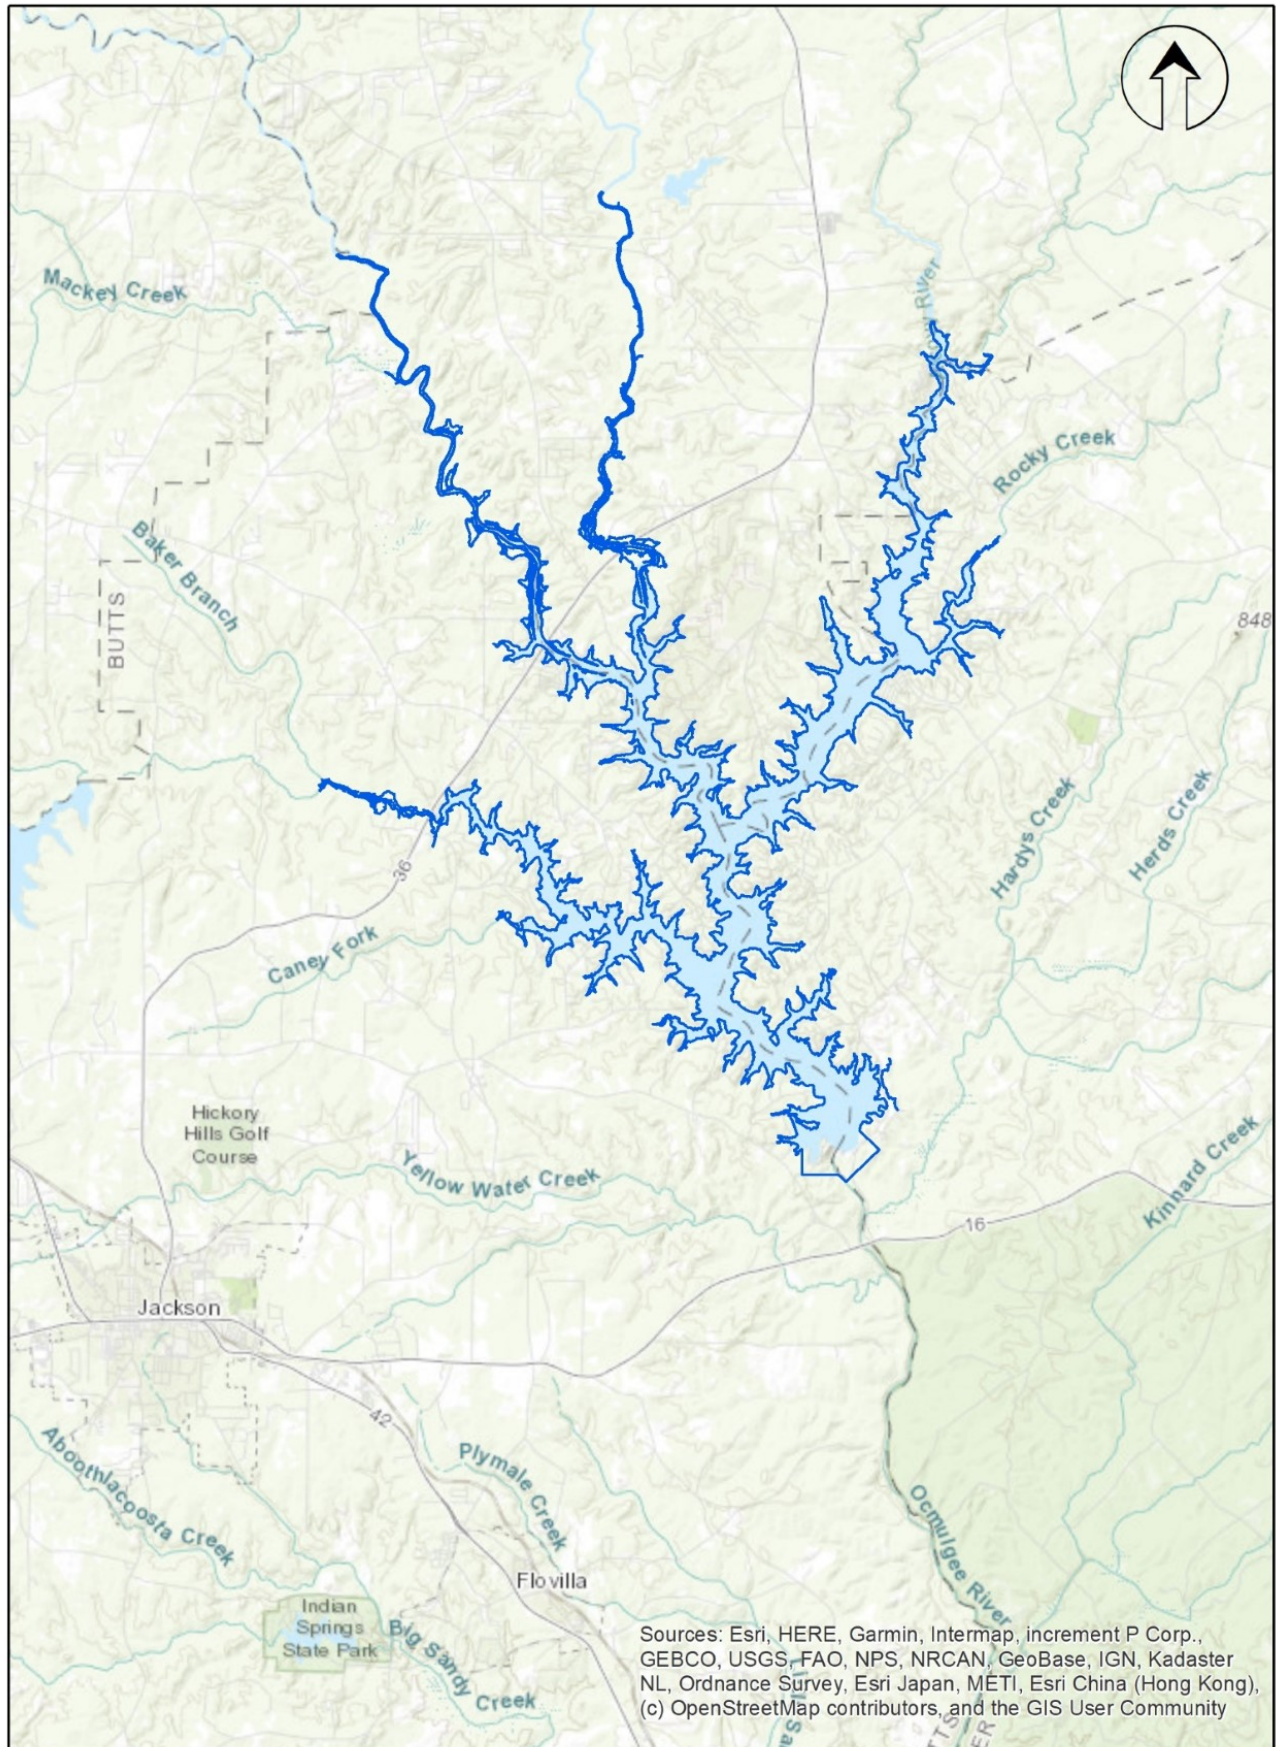 River
Mackey Creek
Rocky Creek
Baker Branch
BUTTS
848
Hardys Creek
Herds Creek
36
Caney Fork
Hickory
Hills Golf
Course
Yellow Water Creek
Kinnard Creek
16
Jackson
42
Aboothlacoosta Creek
Plymale Creek
Ocmulgee River
Flovilla
Indian
Springs
State Park
Big Sandy
Creek
Sources: Esri, HERE, Garmin, Intermap, increment P Corp.,
GEBCO, USGS, FAO, NPS, NRCAN, GeoBase, IGN, Kadaster
NL, Ordnance Survey, Esri Japan, METI, Esri China (Hong Kong),
(c) OpenStreetMap contributors, and the GIS User Community